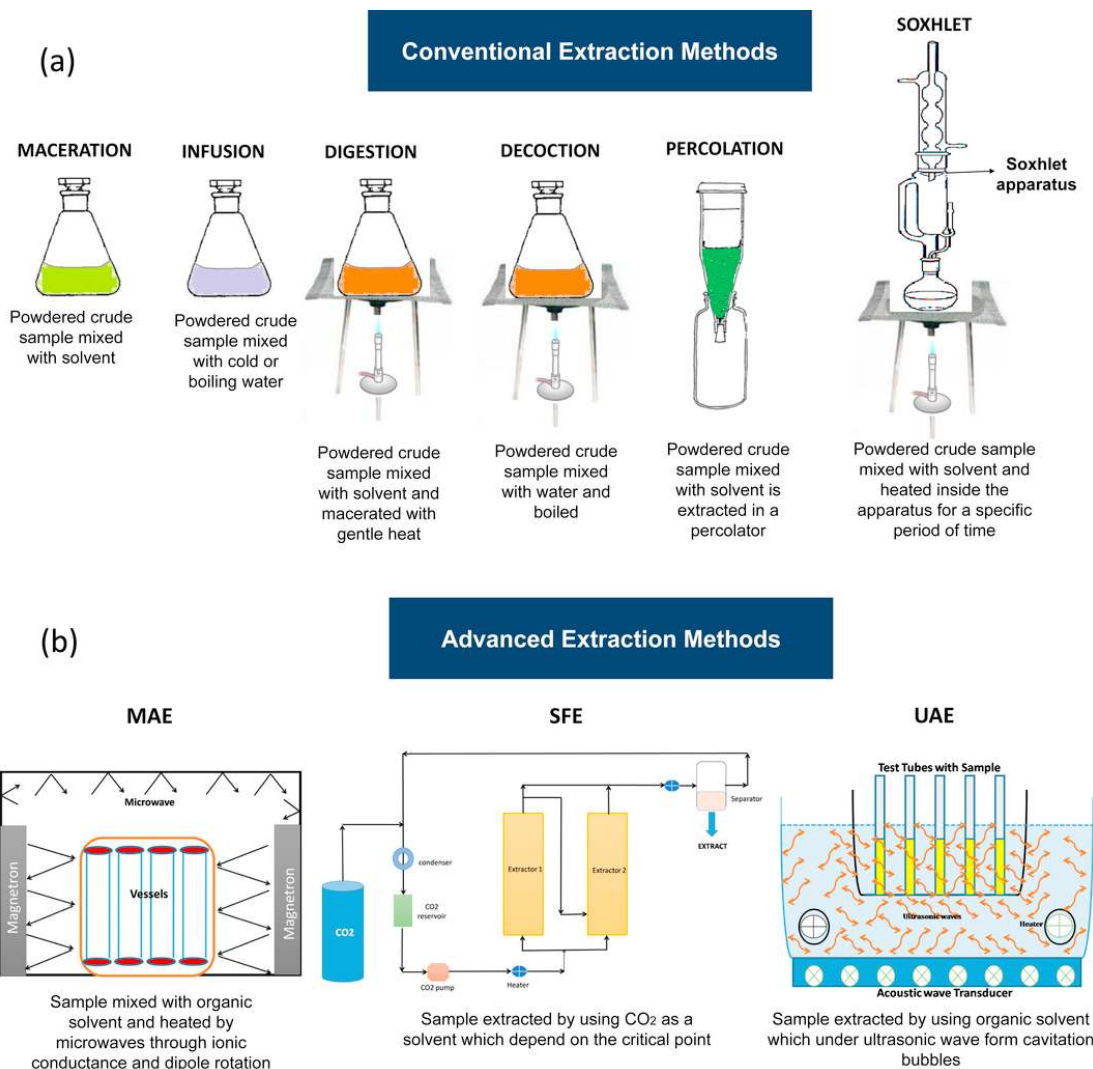 (a)
Conventional Extraction Methods
SOXHLET
MACERATION
INFUSION
DIGESTION
DECOCTION
PERCOLATION
Soxhlet
apparatus
Powdered crude
sample mixed
with solvent
Powdered crude
sample mixed
with cold or
boiling water
Powdered crude
sample mixed
with solvent and
macerated with
gentle heat
Powdered crude
sample mixed
with water and
boiled
Powdered crude
sample mixed
with solvent is
extracted in a
percolator
Powdered crude sample
mixed with solvent and
heated inside the
apparatus for a specific
period of time
(b)
Advanced Extraction Methods
MAE
Microwave
Magnetron
Vessels
Magnetron
Sample mixed with organic
solvent and heated by
microwaves through ionic
conductance and dipole rotation
SFE
CO2
condenser
CO2
reservoir
CO2 pump
Heater
Extractor 1
Extractor 2
Separator
EXTRACT
Sample extracted by using CO2 as a
solvent which depend on the critical point
UAE
Test Tubes with Sample
Ultrasonic waves
Heater
Acoustic wave Transducer
Sample extracted by using organic solvent
which under ultrasonic wave form cavitation
bubbles